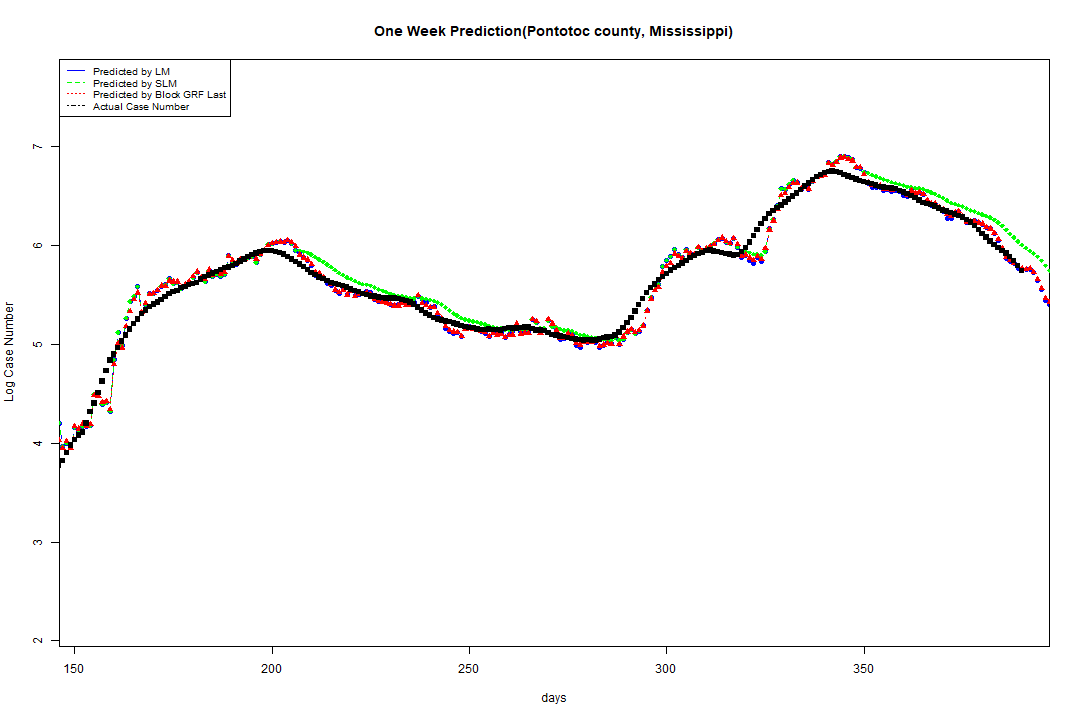 One Week Prediction(Pontotoc county, Mississippi)
Predicted by LM
Predicted by SLM
Predicted by Block GRF Last
Actual Case Number
7
6
5
4
3
2
Log Case Number
150 200 250 300 350
days